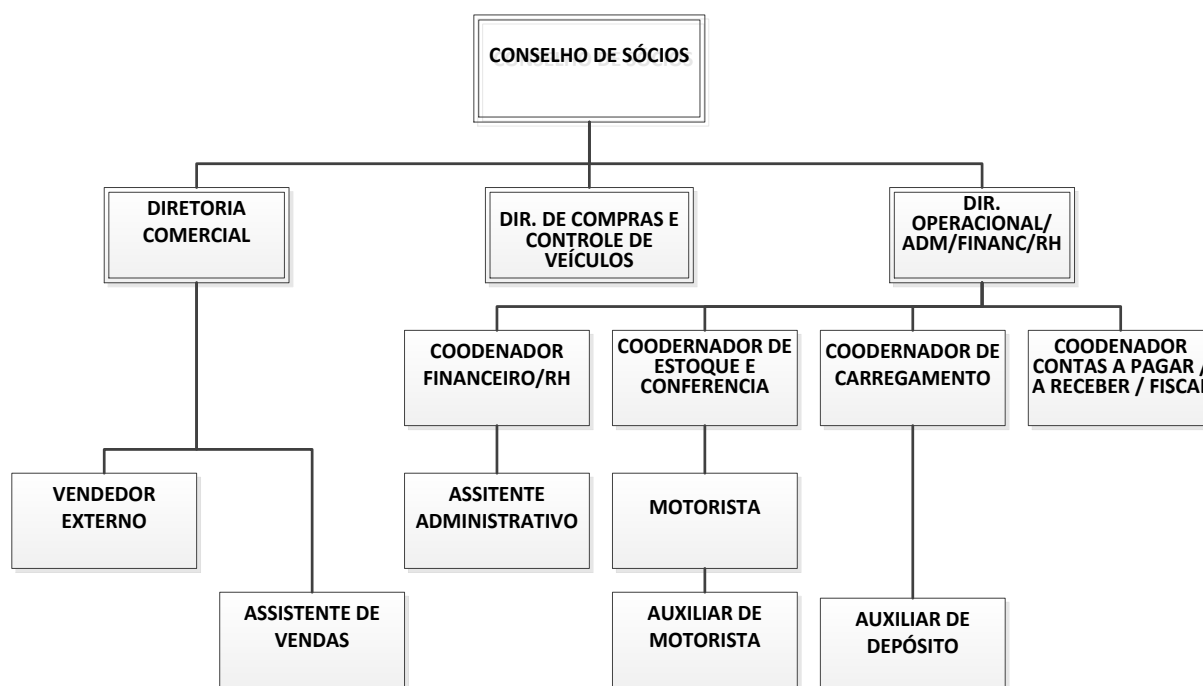 CONSELHO DE SÓCIOS
DIRETORIA
COMERCIAL
DIR. DE COMPRAS E
CONTROLE DE
VEÍCULOS
DIR.
OPERACIONAL/
ADM/FINANC/RH
COODENADOR
FINANCEIRO/RH
COODERNADOR DE
ESTOQUE E
CONFERENCIA
COODERNADOR DE
CARREGAMENTO
COODENADOR
CONTAS A PAGAR /
A RECEBER / FISCAL
VENDEDOR
EXTERNO
ASSITENTE
ADMINISTRATIVO
MOTORISTA
ASSISTENTE DE
VENDAS
AUXILIAR DE
MOTORISTA
AUXILIAR DE
DEPÓSITO